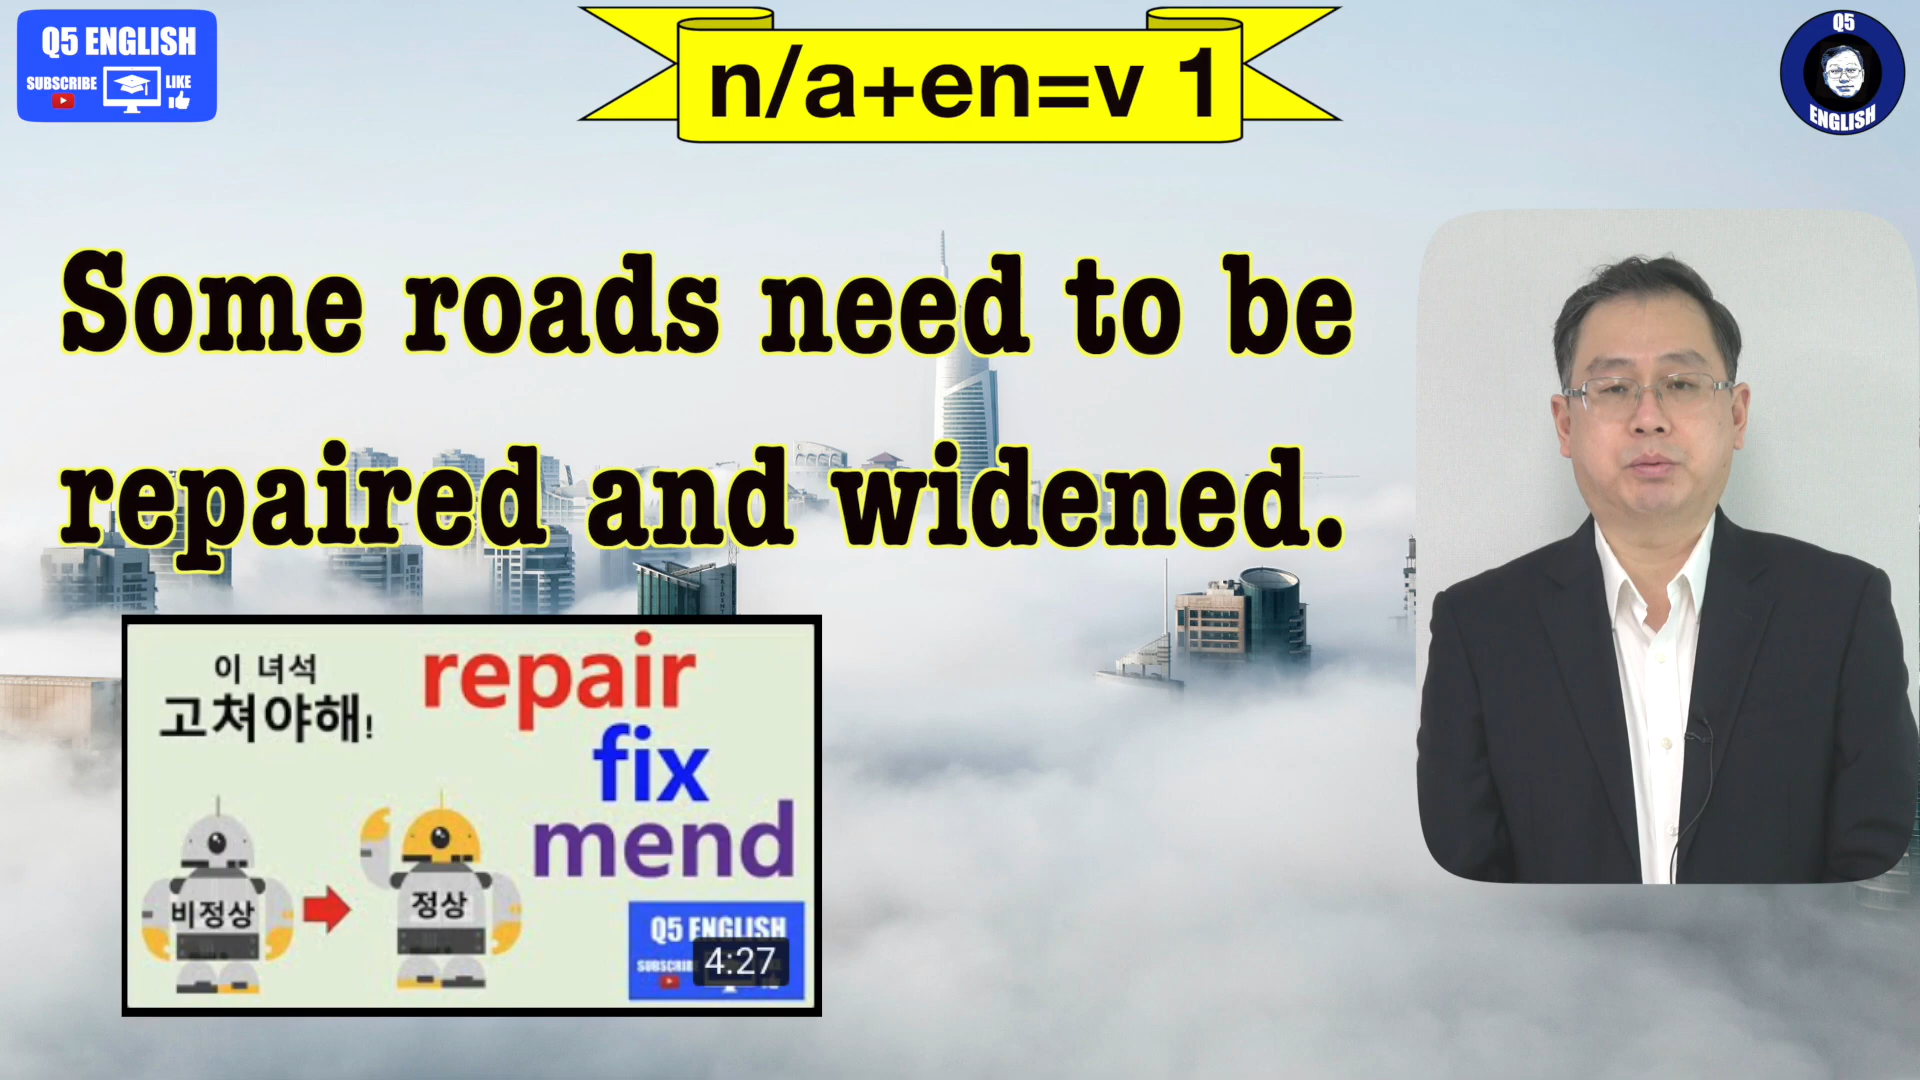 Q5 ENGLISH
SUBSCRIBE
LIKE
n/a+en=v 1
Q5
ENGLISH
Some roads need to be
repaired and widened.
이 녀석
고쳐야해!
repair
fix
mend
비정상
정상
Q5 ENGLISH
4:27